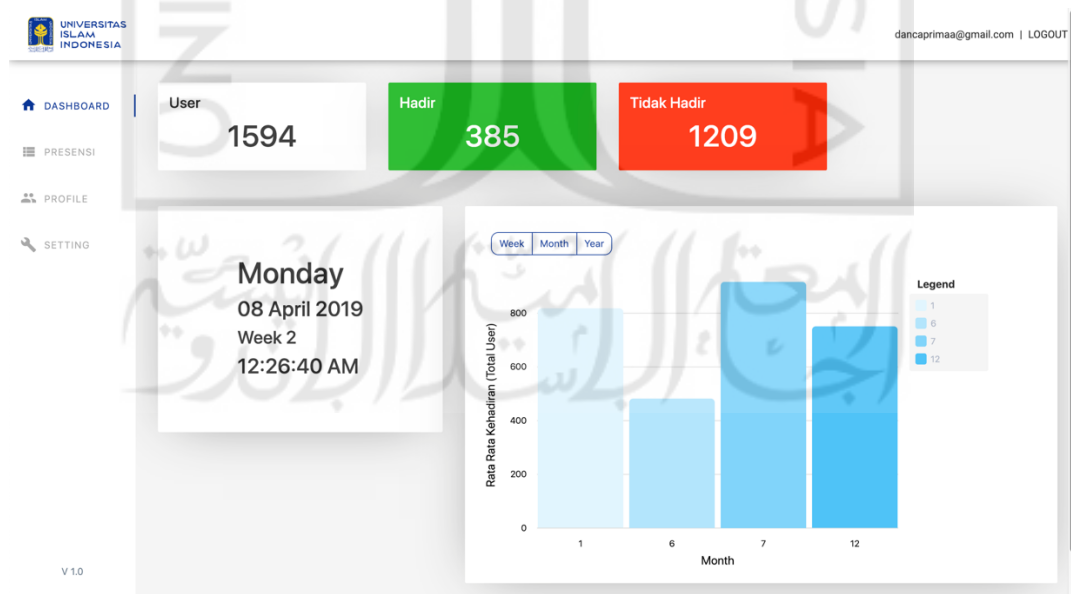 UNIVERSITAS
ISLAM
INDONESIA
dancaprimaa@gmail.com | LOGOUT
DASHBOARD
PRESENSI
PROFILE
SETTING
V 1.0
User
1594
Hadir
385
Tidak Hadir
1209
Monday
08 April 2019
Week 2
12:26:40 AM
Week Month Year
Rata Rata Kehadiran (Total User)
800
600
400
200
0
1 6 7 12
Month
Legend
1
6
7
12